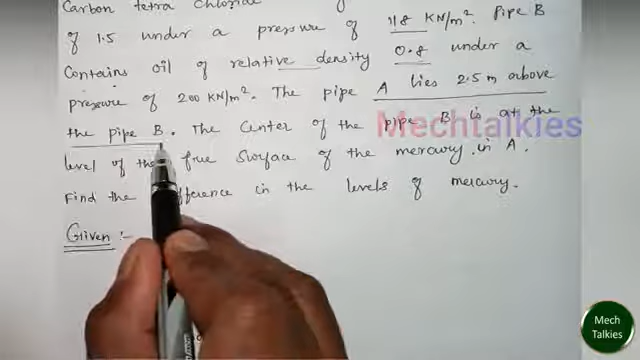 Carbon tetra chloride
of 1.5 under a pressure of 118 KN/m². Pipe B
Contains oil of relative density 0.8 under a
pressure of 200 KN/m². The pipe A lies 2.5 m above
the pipe B. The Center of the pipe B is at the
level of the free Surface of the mercury in A.
Find the difference in the levels of mercury.
Given :-
Mechtalkies
Mech
Talkies